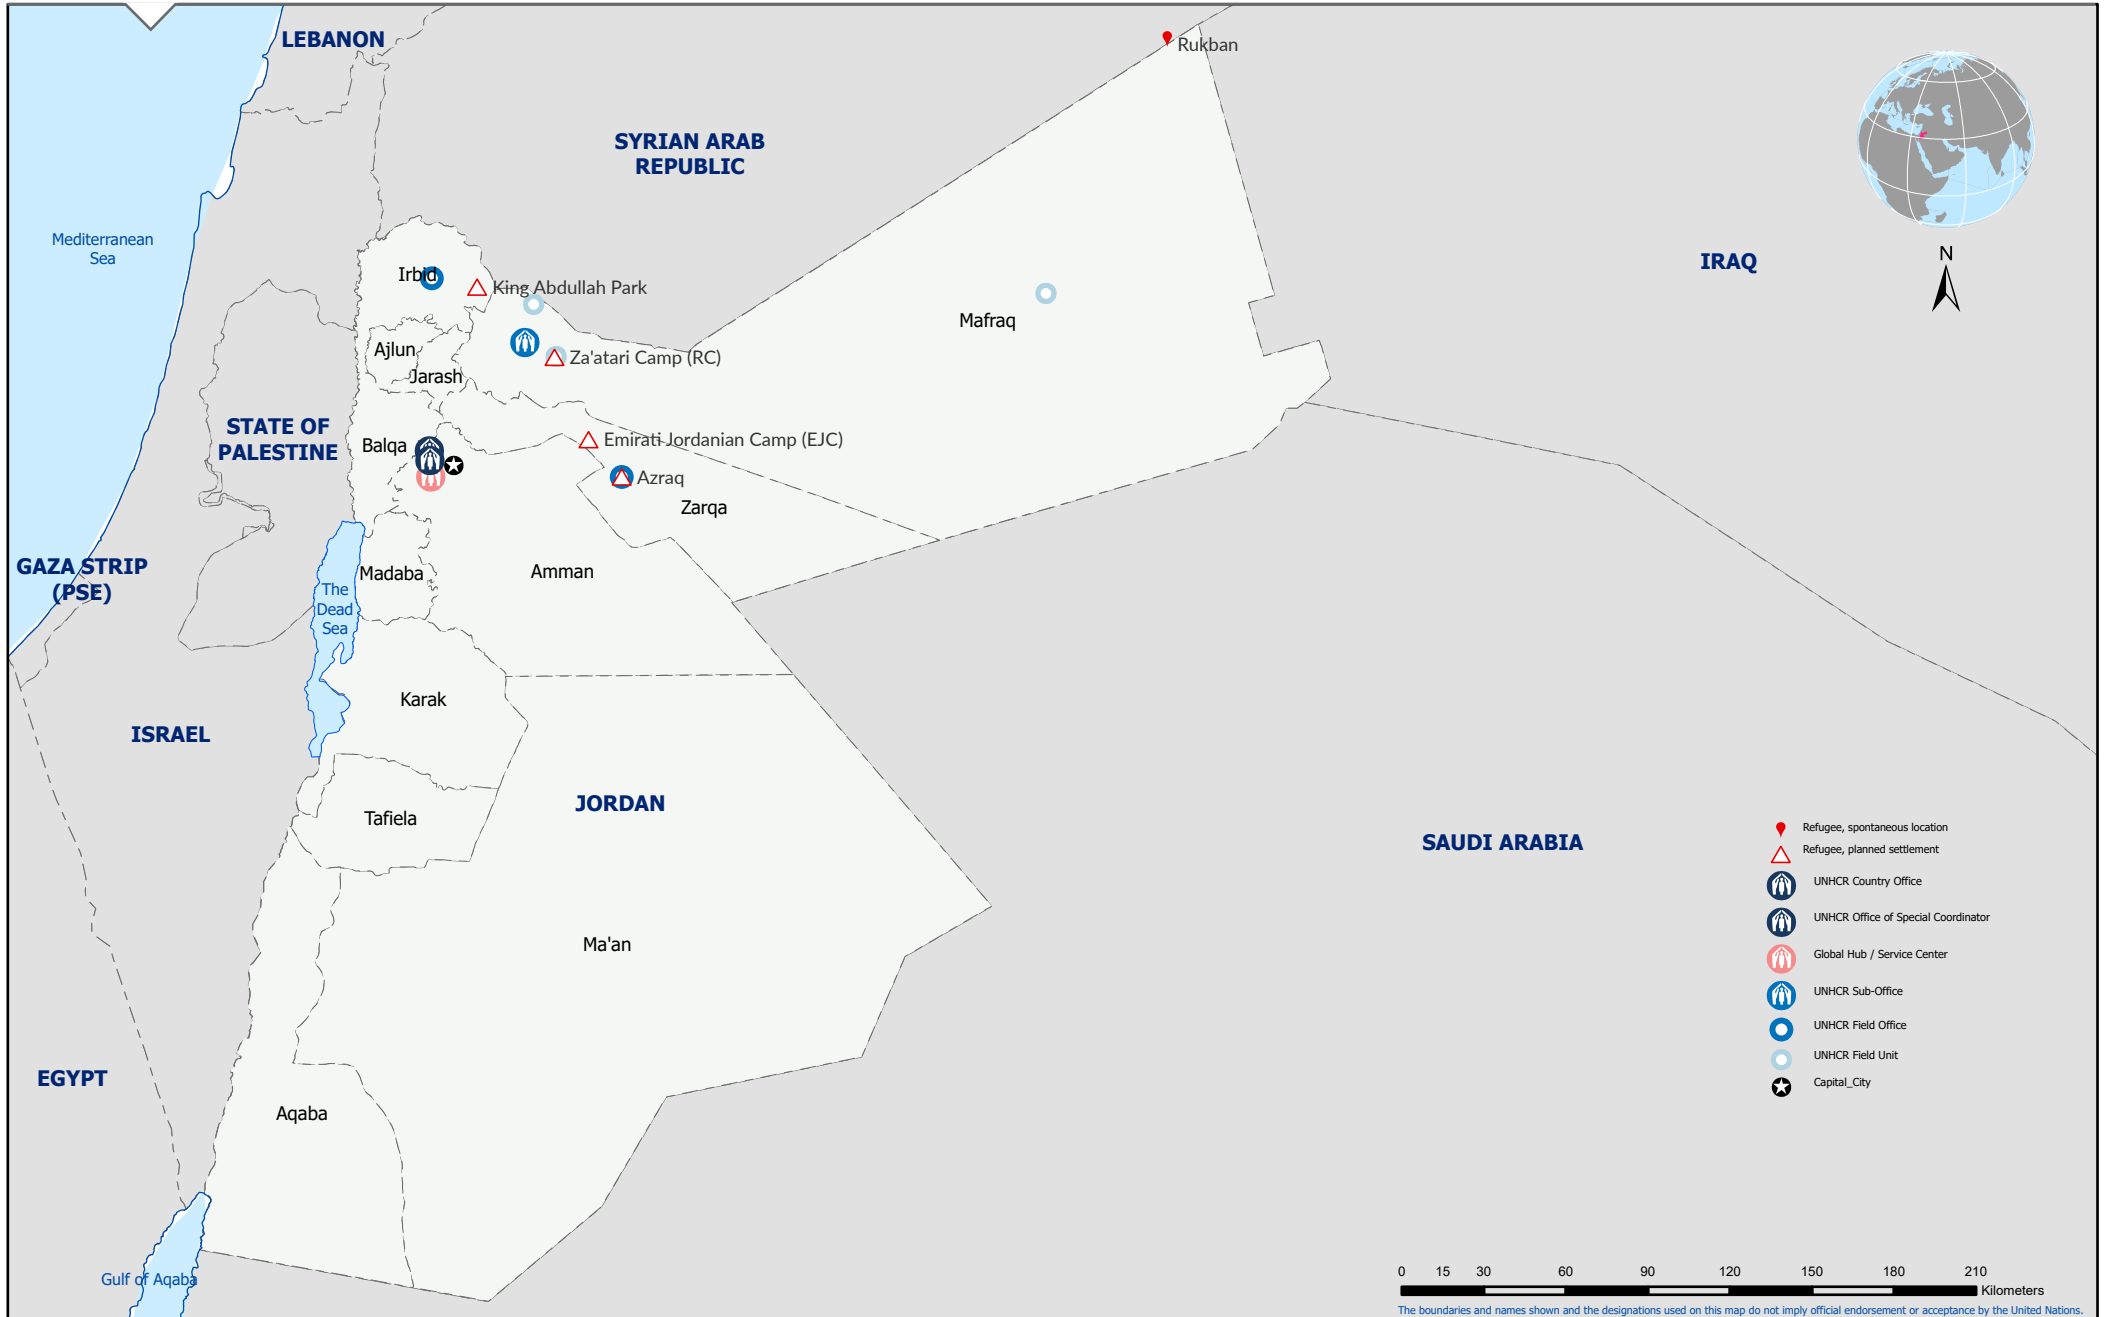 LEBANON
Rukban
SYRIAN ARAB
REPUBLIC
Mediterranean
Sea
IRAQ
N
Irbid
King Abdullah Park
Mafraq
Ajlun
Za'atari Camp (RC)
Jarash
STATE OF
PALESTINE
Balqa
Emirati Jordanian Camp (EJC)
Azraq
Zarqa
GAZA STRIP
(PSE)
The
Dead
Sea
Madaba
Amman
Karak
ISRAEL
JORDAN
Tafiela
SAUDI ARABIA
Ma'an
EGYPT
Aqaba
Gulf of Aqaba
Refugee, spontaneous location
Refugee, planned settlement
UNHCR Country Office
UNHCR Office of Special Coordinator
Global Hub / Service Center
UNHCR Sub-Office
UNHCR Field Office
UNHCR Field Unit
Capital_City
0 15 30 60 90 120 150 180 210
Kilometers
The boundaries and names shown and the designations used on this map do not imply official endorsement or acceptance by the United Nations.